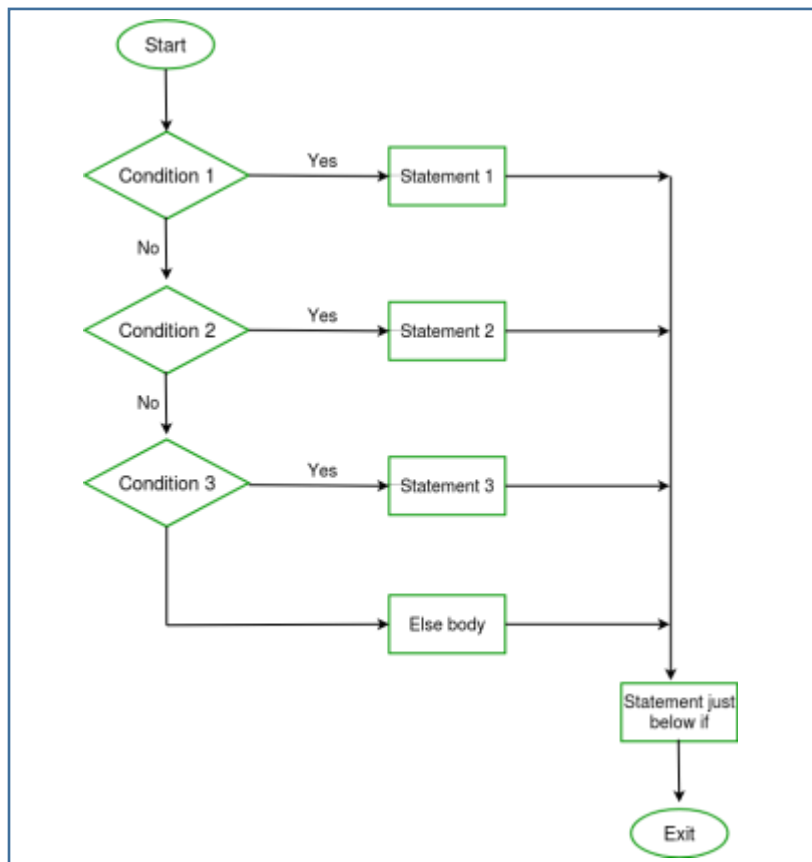 Start
Condition 1
Yes
Statement 1
No
Condition 2
Yes
Statement 2
No
Condition 3
Yes
Statement 3
Else body
Statement just
below if
Exit